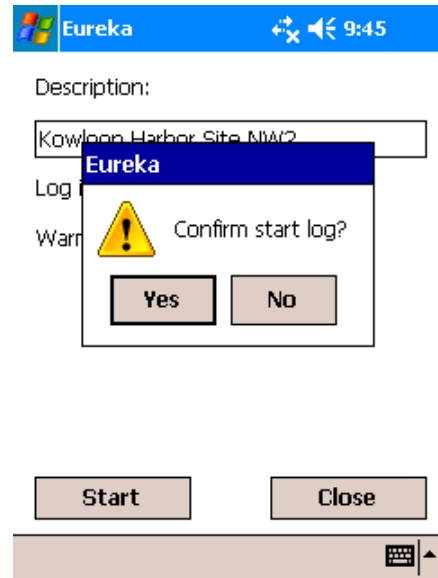 Eureka 9:45
Description:
Kowloon Harbor Site NW2
Eureka
Log
Confirm start log?
Warn
Yes No
Start Close